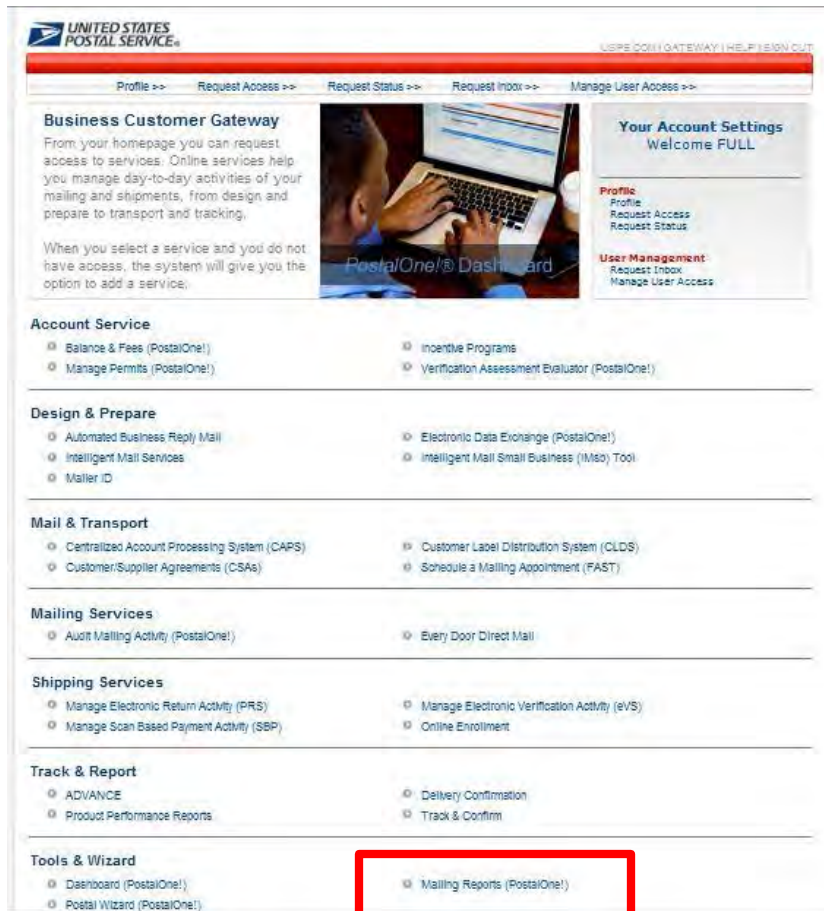 UNITED STATES
POSTAL SERVICE®
USPS.COM | GATEWAY | HELP | SIGN OUT
Profile >> Request Access >> Request Status >> Request Inbox >> Manage User Access >>
Business Customer Gateway
From your homepage you can request
access to services. Online services help
you manage day-to-day activities of your
mailing and shipments, from design and
prepare to transport and tracking.
When you select a service and you do not
have access, the system will give you the
option to add a service.
PostalOne!® Dashboard
Your Account Settings
Welcome FULL
Profile
Profile
Request Access
Request Status
User Management
Request Inbox
Manage User Access
Account Service
Balance & Fees (PostalOne!)
Incentive Programs
Manage Permits (PostalOne!)
Verification Assessment Evaluator (PostalOne!)
Design & Prepare
Automated Business Reply Mail
Electronic Data Exchange (PostalOne!)
Intelligent Mail Services
Intelligent Mail Small Business (IMsb) Tool
Mailer ID
Mail & Transport
Centralized Account Processing System (CAPS)
Customer Label Distribution System (CLDS)
Customer/Supplier Agreements (CSAs)
Schedule a Mailing Appointment (FAST)
Mailing Services
Audit Mailing Activity (PostalOne!)
Every Door Direct Mail
Shipping Services
Manage Electronic Return Activity (PRS)
Manage Electronic Verification Activity (eVS)
Manage Scan Based Payment Activity (SBP)
Online Enrollment
Track & Report
ADVANCE
Delivery Confirmation
Product Performance Reports
Track & Confirm
Tools & Wizard
Dashboard (PostalOne!)
Mailing Reports (PostalOne!)
Postal Wizard (PostalOne!)